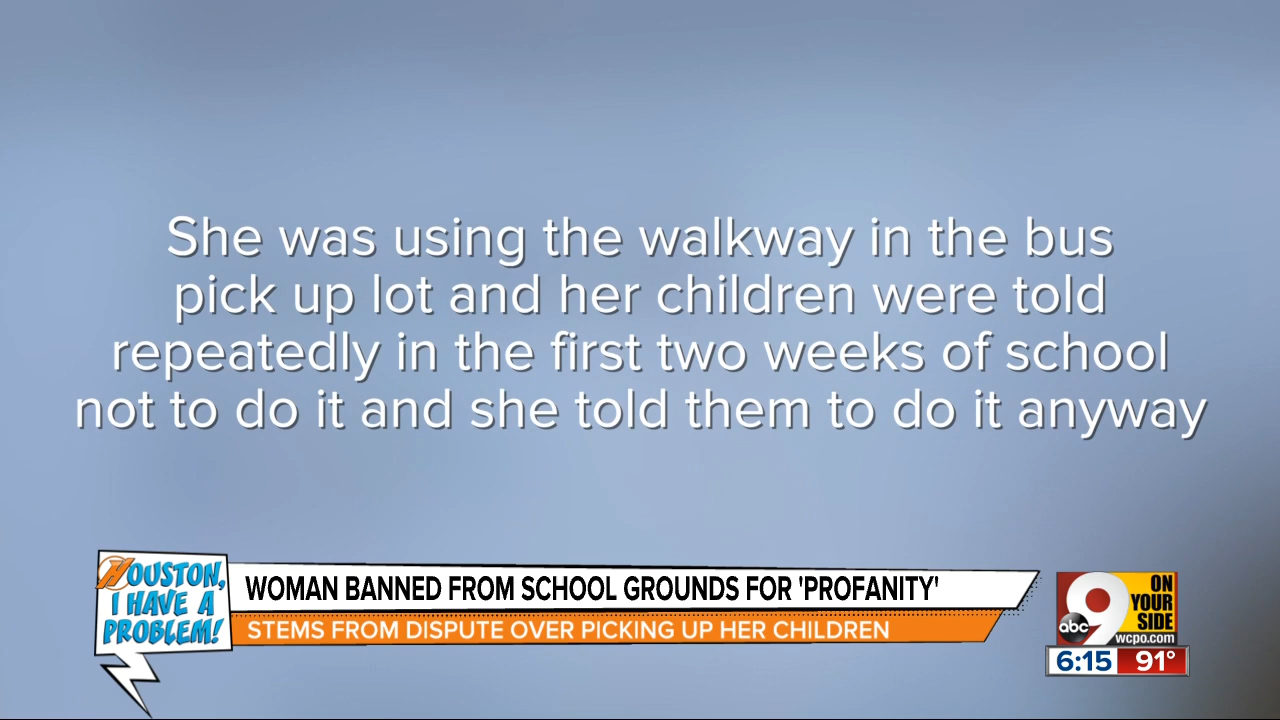 She was using the walkway in the bus
pick up lot and her children were told
repeatedly in the first two weeks of school
not to do it and she told them to do it anyway
HOUSTON,
I HAVE A
PROBLEM!
WOMAN BANNED FROM SCHOOL GROUNDS FOR 'PROFANITY'
STEMS FROM DISPUTE OVER PICKING UP HER CHILDREN
abc 9
ON
YOUR
SIDE
wcpo.com
6:15 91°